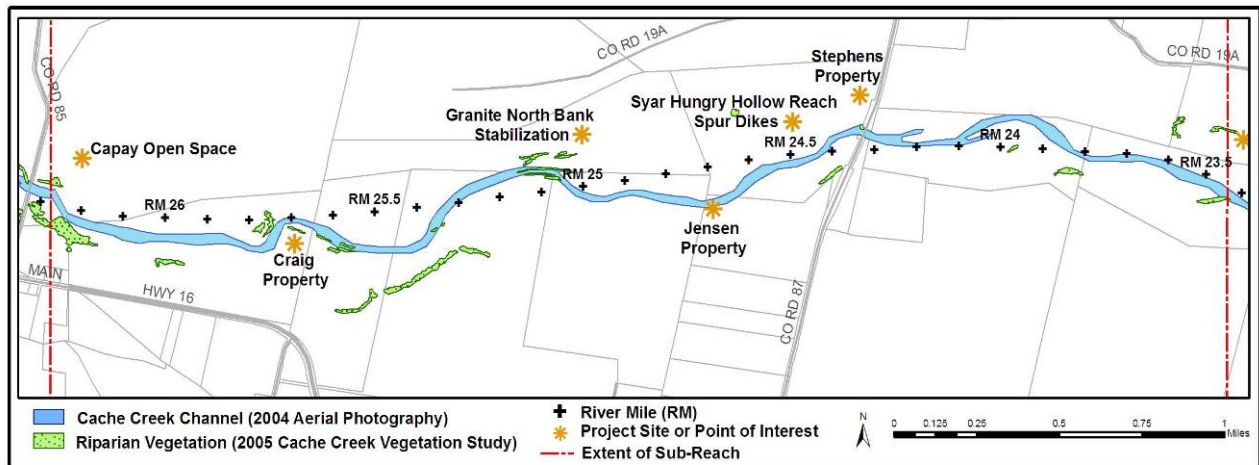 CO RD 85
CO RD 19A
Stephens
Property
CO RD 19A
Capay Open Space
Granite North Bank
Stabilization
Syar Hungry Hollow Reach
Spur Dikes
RM 24.5
RM 24
RM 23.5
RM 26
RM 25.5
RM 25
Craig
Property
Jensen
Property
MAIN
HWY 16
CO RD 87
Cache Creek Channel (2004 Aerial Photography)
Riparian Vegetation (2005 Cache Creek Vegetation Study)
River Mile (RM)
Project Site or Point of Interest
Extent of Sub-Reach
N
0 0.125 0.25 0.5 0.75 1
Miles